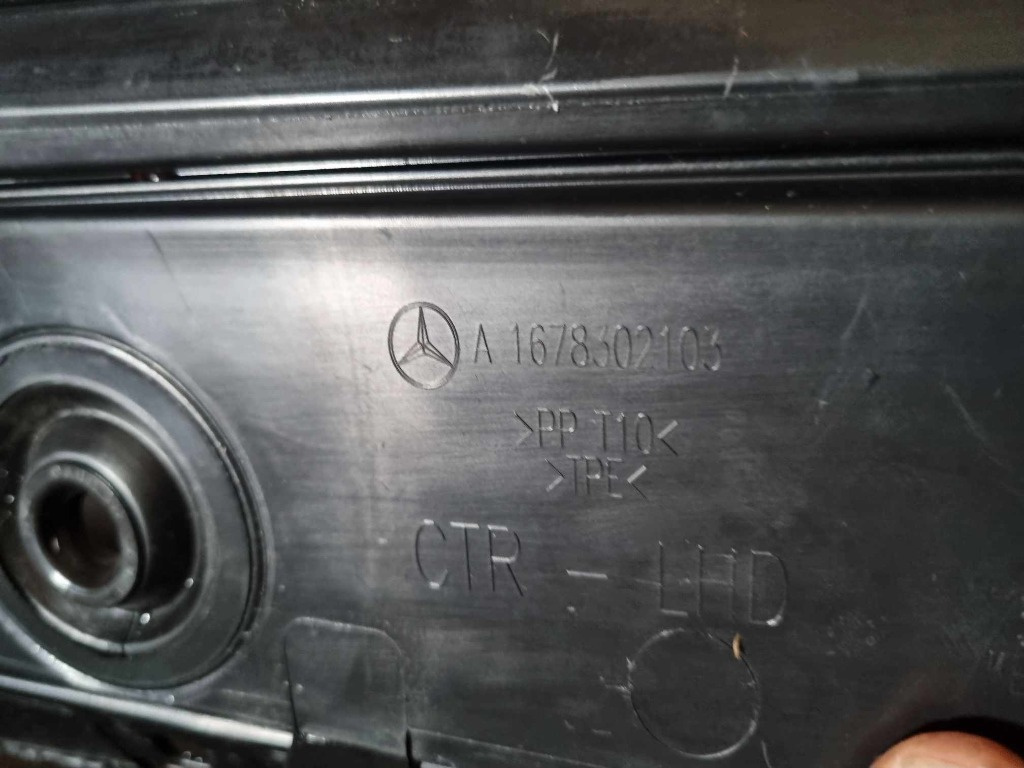 A 1678302103
>PP T10<
>TPE<
CTR - LHD